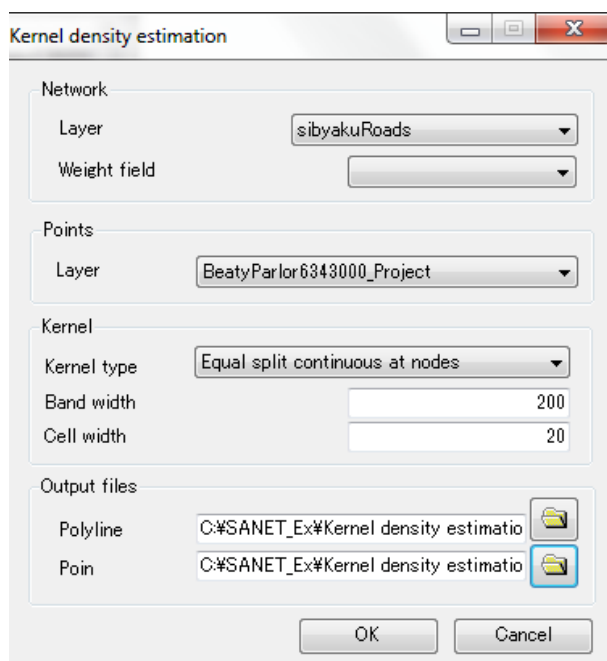 Kernel density estimation
Network
Layer sibyakuRoads
Weight field
Points
Layer BeatyParlor6343000_Project
Kernel
Kernel type Equal split continuous at nodes
Band width 200
Cell width 20
Output files
Polyline C:¥SANET_Ex¥Kernel density estimatio
Poin C:¥SANET_Ex¥Kernel density estimatio
OK Cancel